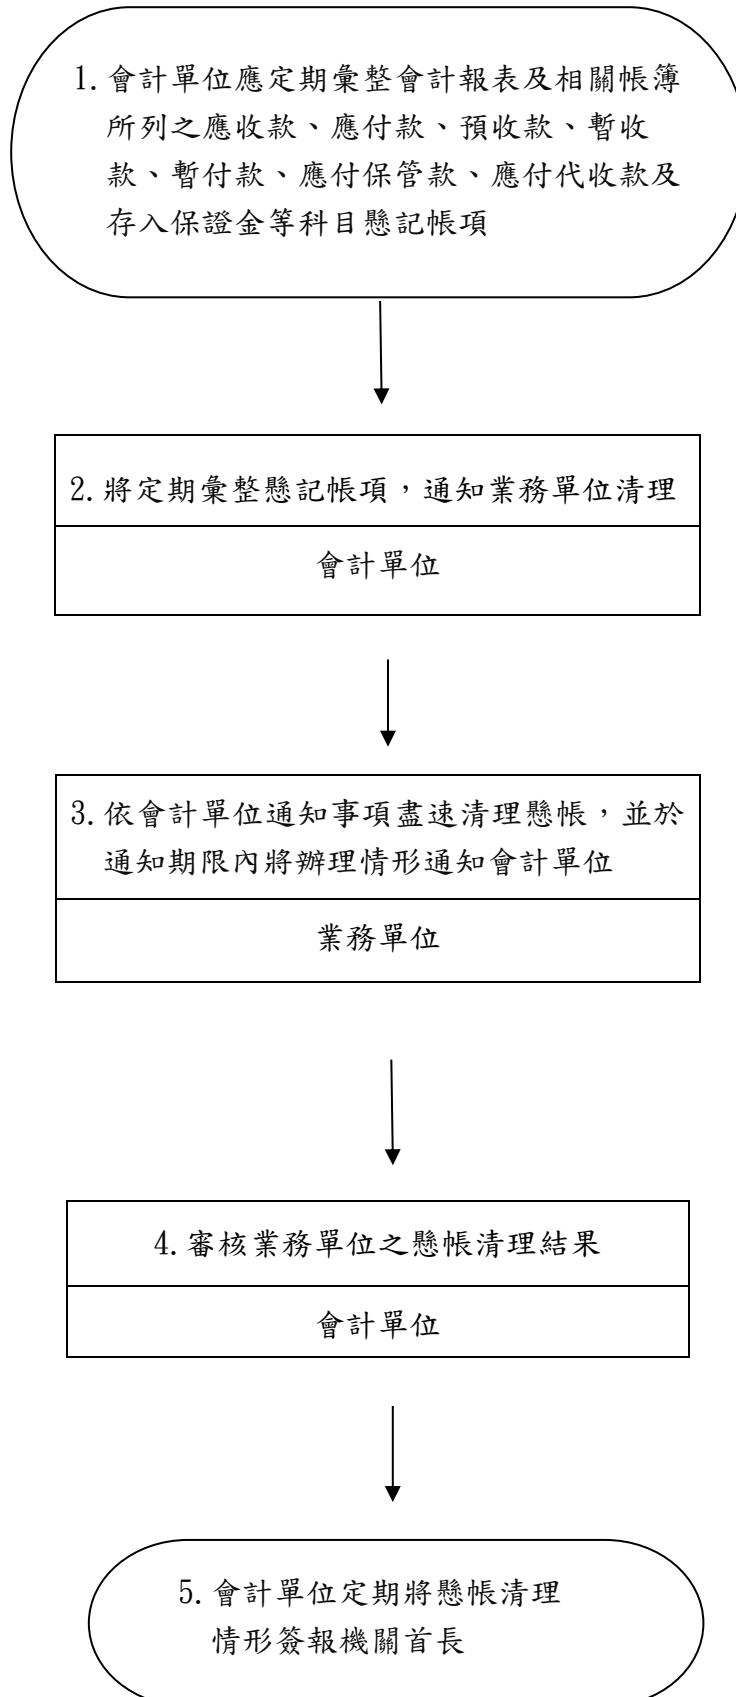 1. 會計單位應定期彙整會計報表及相關帳簿
所列之應收款、應付款、預收款、暫收
款、暫付款、應付保管款、應付代收款及
存入保證金等科目懸記帳項
2. 將定期彙整懸記帳項，通知業務單位清理
會計單位
3. 依會計單位通知事項盡速清理懸帳，並於
通知期限內將辦理情形通知會計單位
業務單位
4. 審核業務單位之懸帳清理結果
會計單位
5. 會計單位定期將懸帳清理
情形簽報機關首長